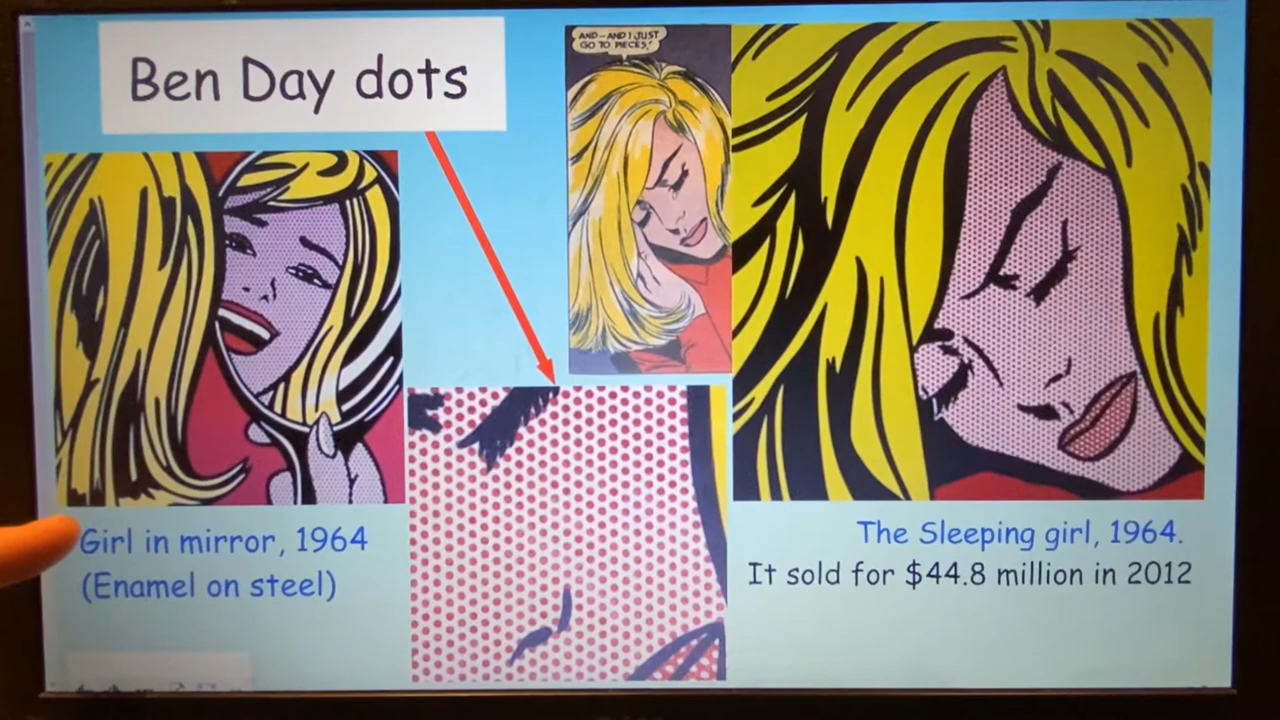 Ben Day dots
AND—AND I JUST
GO TO PIECES!
Girl in mirror, 1964
(Enamel on steel)
The Sleeping girl, 1964.
It sold for $44.8 million in 2012